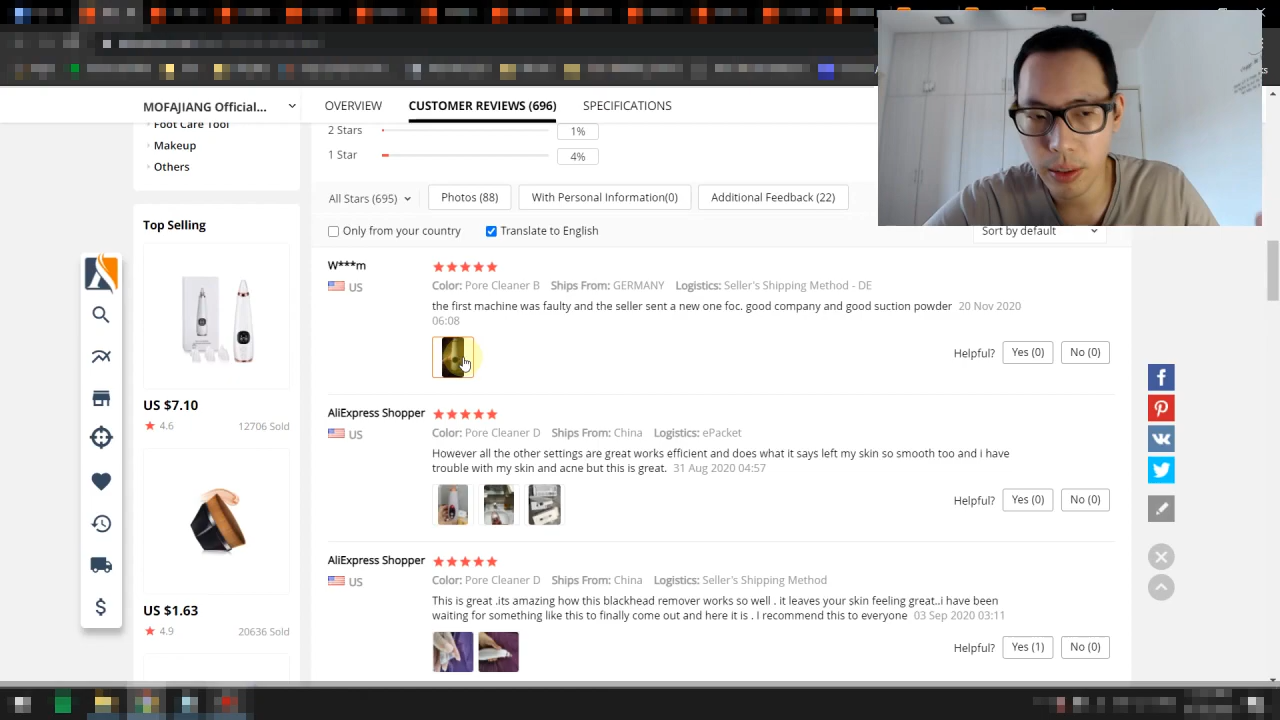 MOFAJIANG Official...
OVERVIEW
CUSTOMER REVIEWS (696)
SPECIFICATIONS
Foot Care Tool
Makeup
Others
2 Stars
1%
1 Star
4%
All Stars (695)
Photos (88)
With Personal Information(0)
Additional Feedback (22)
Only from your country
Translate to English
Sort by default
Top Selling
US $7.10
4.6
12706 Sold
US $1.63
4.9
20636 Sold
W***m
US
Color: Pore Cleaner B Ships From: GERMANY Logistics: Seller's Shipping Method - DE
the first machine was faulty and the seller sent a new one foc. good company and good suction powder 20 Nov 2020
06:08
Helpful?
Yes (0)
No (0)
AliExpress Shopper
US
Color: Pore Cleaner D Ships From: China Logistics: ePacket
However all the other settings are great works efficient and does what it says left my skin so smooth too and i have
trouble with my skin and acne but this is great. 31 Aug 2020 04:57
Helpful?
Yes (0)
No (0)
AliExpress Shopper
US
Color: Pore Cleaner D Ships From: China Logistics: Seller's Shipping Method
This is great .its amazing how this blackhead remover works so well . it leaves your skin feeling great..i have been
waiting for something like this to finally come out and here it is . I recommend this to everyone 03 Sep 2020 03:11
Helpful?
Yes (1)
No (0)